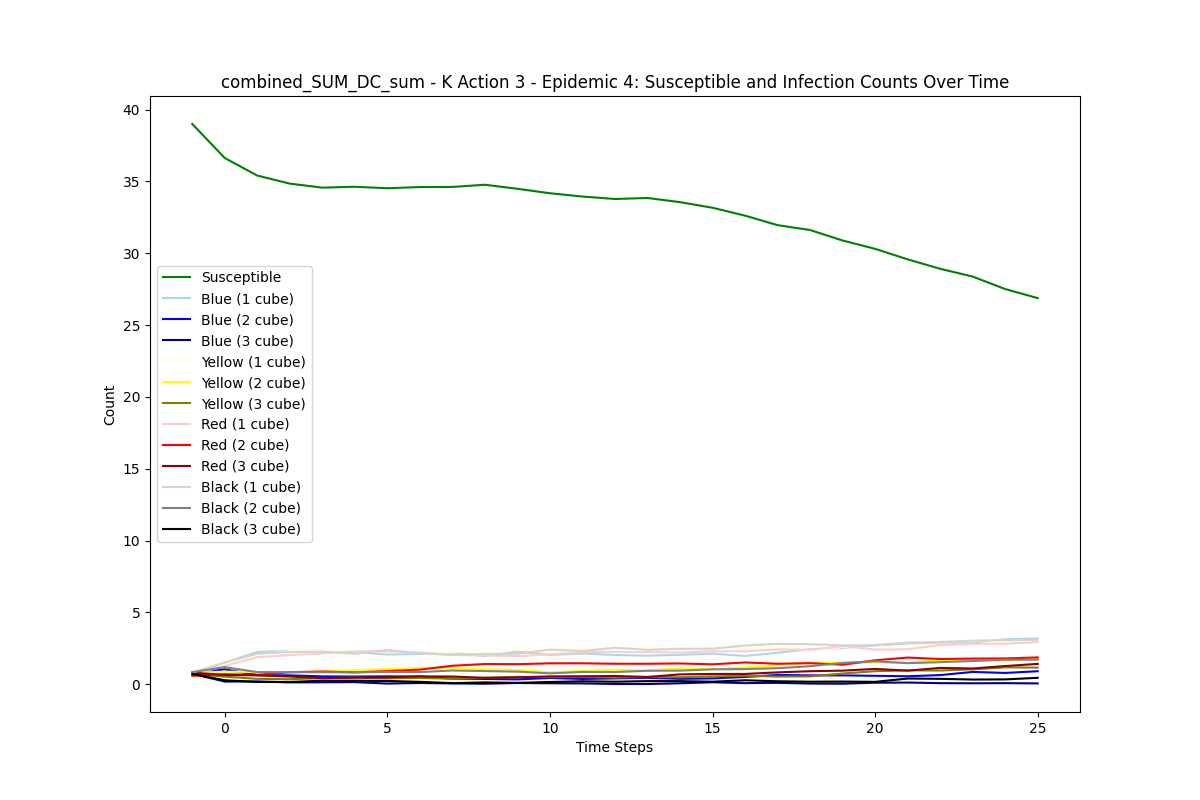 combined_SUM_DC_sum - K Action 3 - Epidemic 4: Susceptible and Infection Counts Over Time
40
35
30
25
20
15
10
5
0
Count
Susceptible
Blue (1 cube)
Blue (2 cube)
Blue (3 cube)
Yellow (1 cube)
Yellow (2 cube)
Yellow (3 cube)
Red (1 cube)
Red (2 cube)
Red (3 cube)
Black (1 cube)
Black (2 cube)
Black (3 cube)
0 5 10 15 20 25
Time Steps